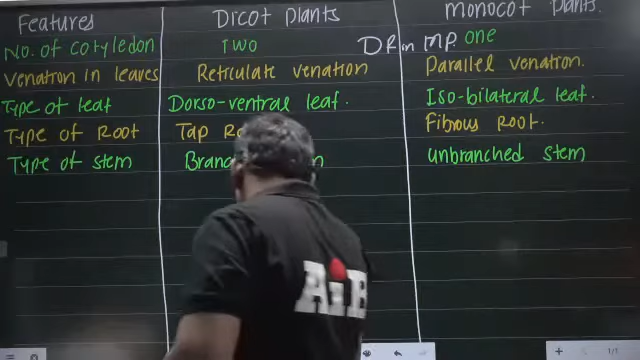 Features Dicot plants Monocot plants.
No. of Cotyledon Two DR in MP. one
Venation in leaves Reticulate venation Parallel venation.
Type of leaf Dorso-ventral leaf. Iso-bilateral leaf.
Type of Root Tap Fibrous Root.
Type of stem unbranched stem
AiB
1/1